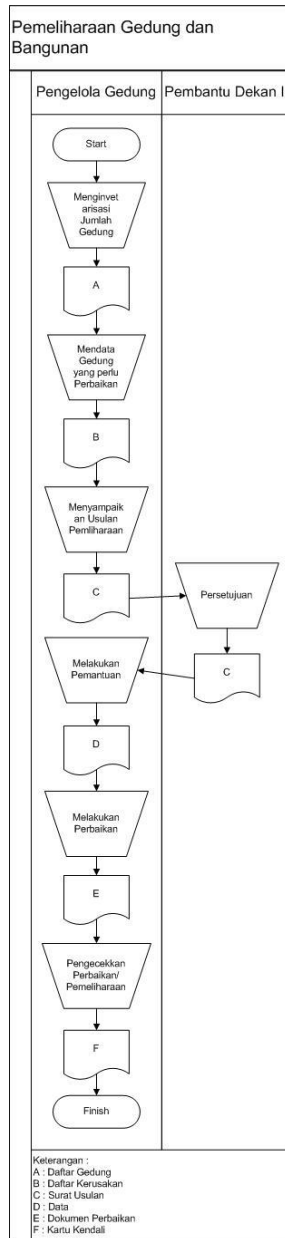 Pemeliharaan Gedung dan
Bangunan
Pengelola Gedung
Pembantu Dekan II
Start
Menginvet
arisasi
Jumlah
Gedung
A
Mendata
Gedung
yang perlu
Perbaikan
B
Menyampaik
an Usulan
Pemliharaan
C
Persetujuan
C
Melakukan
Pemantuan
D
Melakukan
Perbaikan
E
Pengecekkan
Perbaikan/
Pemeliharaan
F
Finish
Keterangan :
A : Daftar Gedung
B : Daftar Kerusakan
C : Surat Usulan
D : Data
E : Dokumen Perbaikan
F : Kartu Kendali